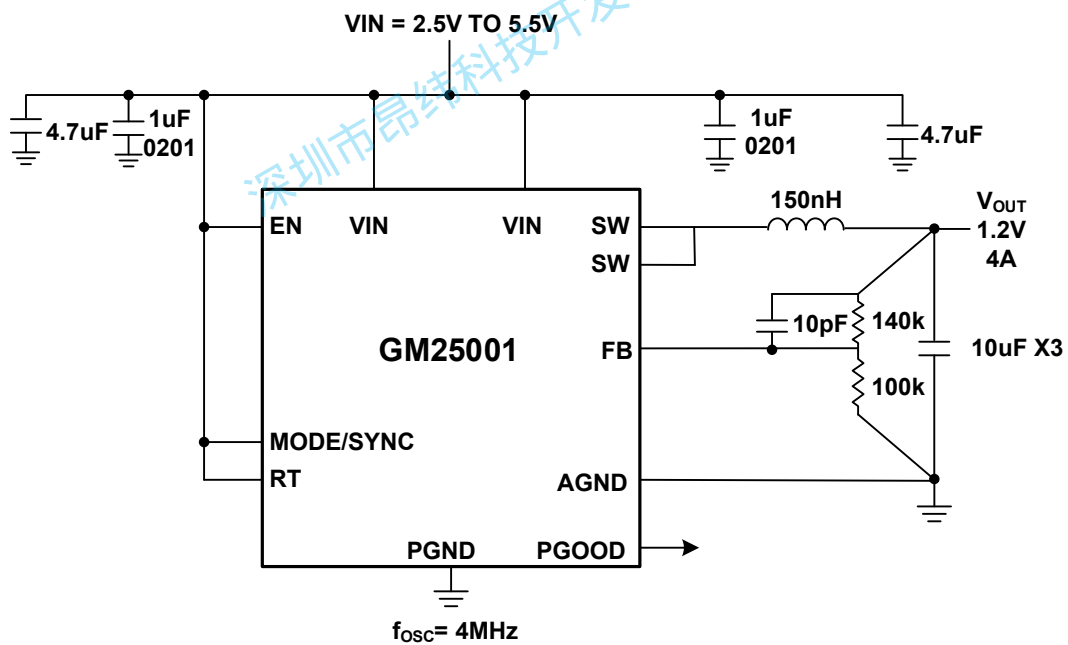 VIN = 2.5V TO 5.5V
深圳市昂纬科技开发
4.7uF
1uF
0201
1uF
0201
4.7uF
EN
VIN
VIN
SW
SW
150nH
VOUT
1.2V
4A
10pF
140k
GM25001
FB
10uF X3
100k
MODE/SYNC
RT
AGND
PGND
PGOOD
fOSC= 4MHz